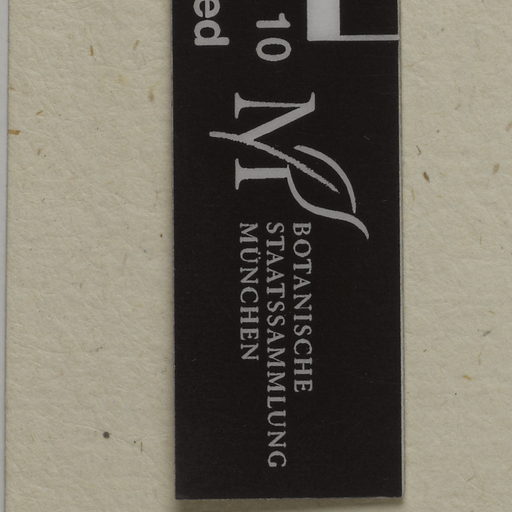 10
ed
M
BOTANISCHE
STAATSSAMMLUNG
MÜNCHEN